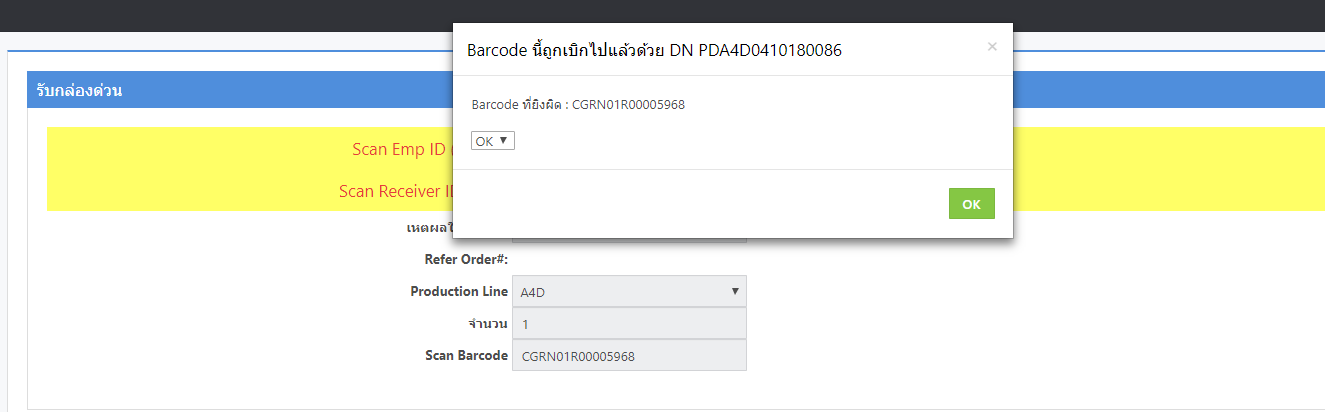 Barcode นี้ถูกเบิกไปแล้วด้วย DN PDA4D0410180086
×
รับกล่องด่วน
Barcode ที่ยิงผิด : CGRN01R00005968
OK
Scan Emp ID (
Scan Receiver ID
OK
Refer Order#:
Production Line A4D
จำนวน 1
Scan Barcode CGRN01R00005968